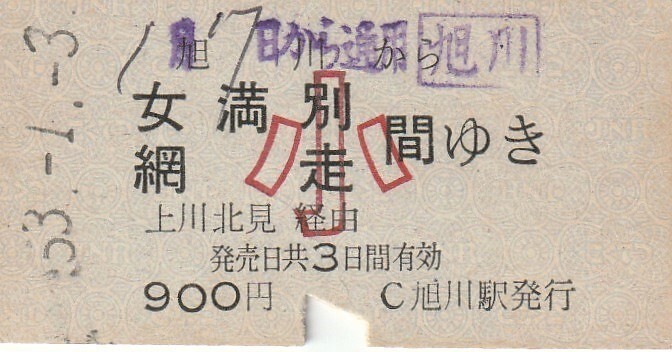 53.-1.-3
1月7日から通用 旭川
旭川から
女満別
網走
間ゆき
小
上川北見 経由
発売日共3日間有効
900円 C旭川駅発行